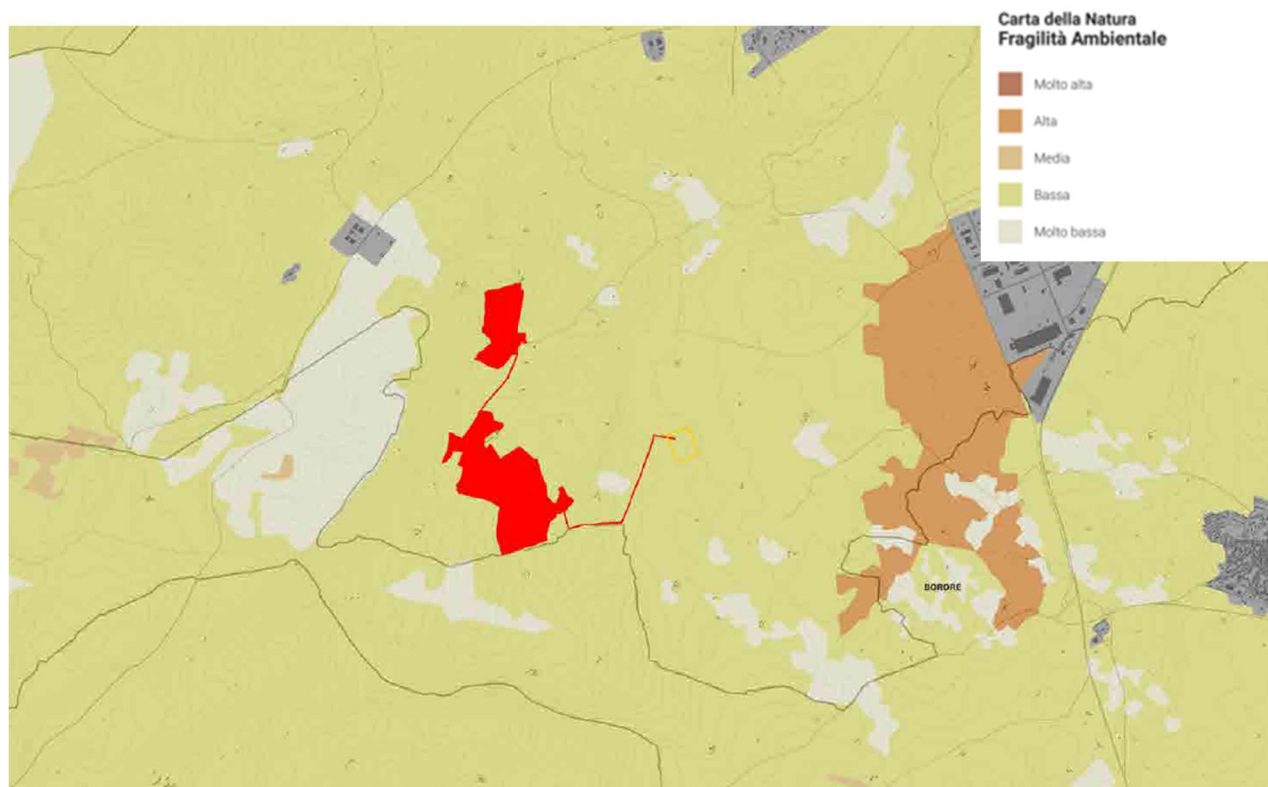 Carta della Natura
Fragilità Ambientale
Molto alta
Alta
Media
Bassa
Molto bassa
BORORE